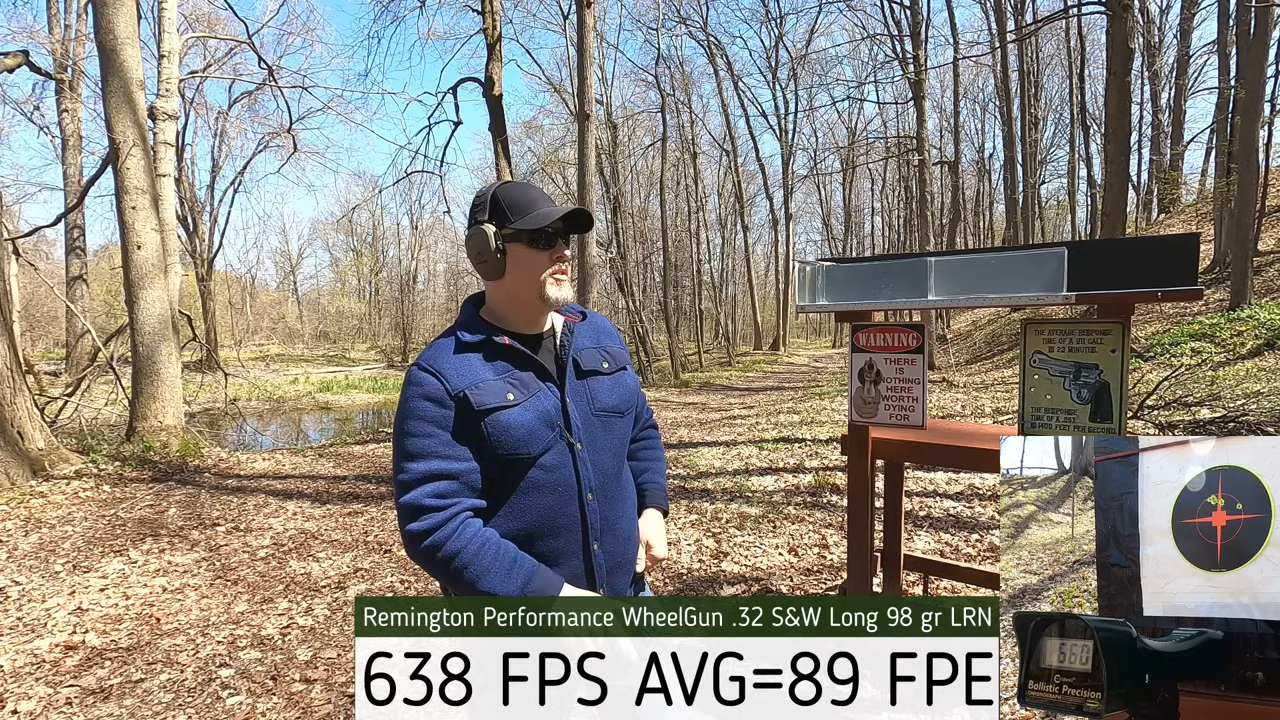 WARNING
THERE
IS
NOTHING
HERE
WORTH
DYING
FOR
THE AVERAGE RESPONSE
TIME OF A 911 CALL
IS 23 MINUTES.
THE RESPONSE
TIME OF A .357
IS 1400 FEET PER SECOND.
660
Ballistic Precision
CHRONOGRAPH
Remington Performance WheelGun .32 S&W Long 98 gr LRN
638 FPS AVG=89 FPE